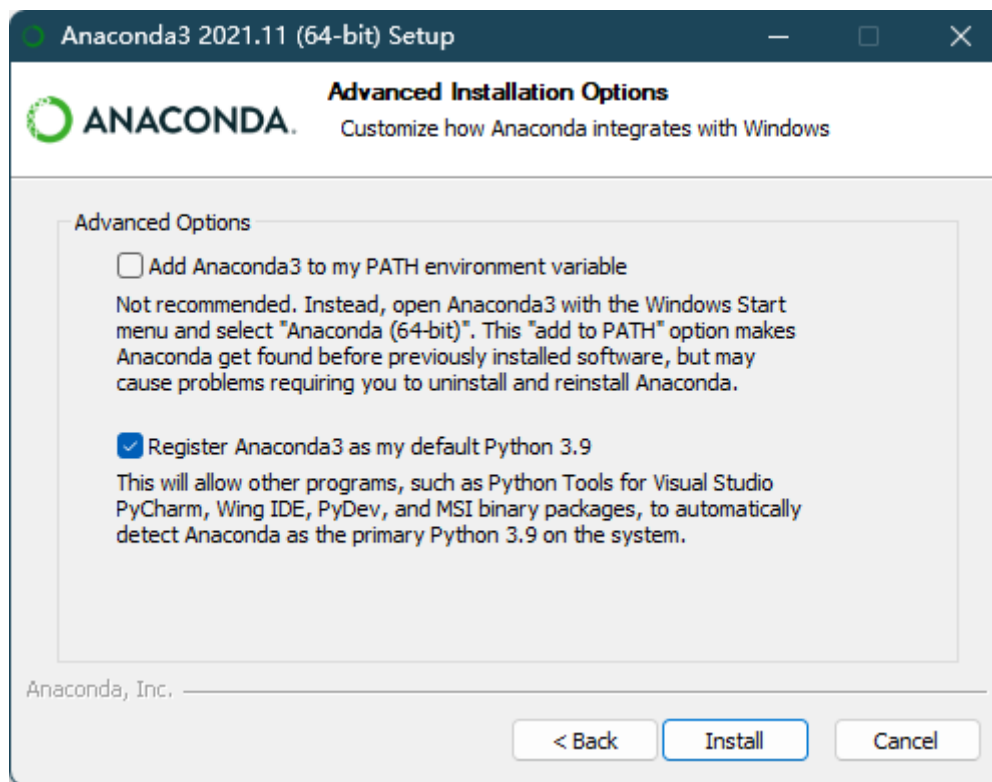 Anaconda3 2021.11 (64-bit) Setup
ANACONDA.
Advanced Installation Options
Customize how Anaconda integrates with Windows
Advanced Options
Add Anaconda3 to my PATH environment variable
Not recommended. Instead, open Anaconda3 with the Windows Start
menu and select "Anaconda (64-bit)". This "add to PATH" option makes
Anaconda get found before previously installed software, but may
cause problems requiring you to uninstall and reinstall Anaconda.
Register Anaconda3 as my default Python 3.9
This will allow other programs, such as Python Tools for Visual Studio
PyCharm, Wing IDE, PyDev, and MSI binary packages, to automatically
detect Anaconda as the primary Python 3.9 on the system.
Anaconda, Inc.
< Back
Install
Cancel